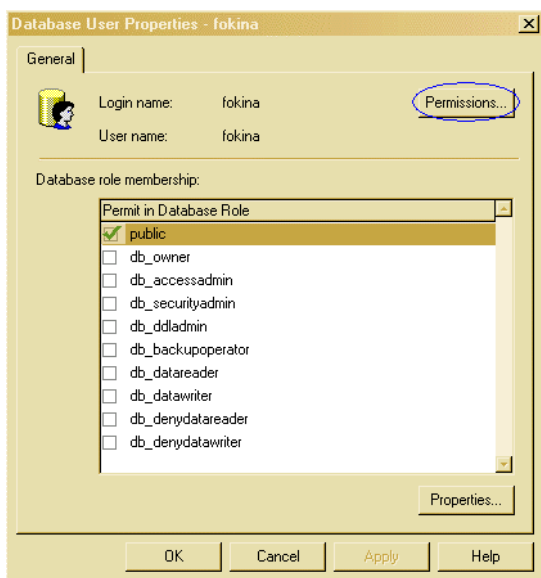 Database User Properties - fokina
General
Login name: fokina Permissions...
User name: fokina
Database role membership:
Permit in Database Role
public
db_owner
db_accessadmin
db_securityadmin
db_ddladmin
db_backupoperator
db_datareader
db_datawriter
db_denydatareader
db_denydatawriter
Properties...
OK Cancel Apply Help